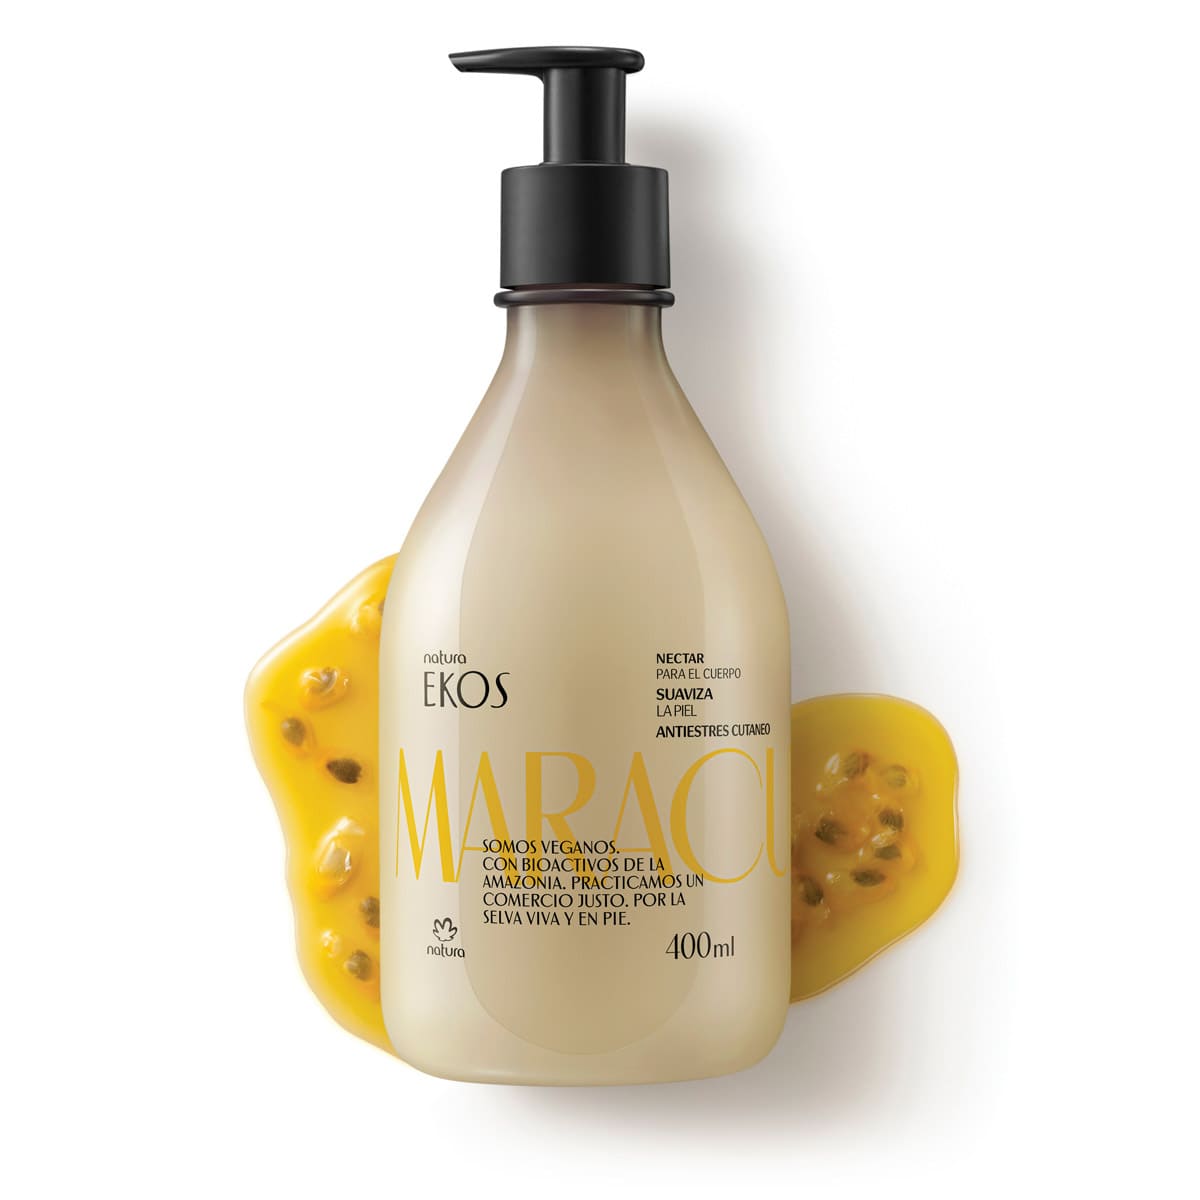 natura
EKOS
NECTAR
PARA EL CUERPO
SUAVIZA
LA PIEL
ANTIESTRES CUTANEO
MARACU
SOMOS VEGANOS.
CON BIOACTIVOS DE LA
AMAZONIA. PRACTICAMOS UN
COMERCIO JUSTO. POR LA
SELVA VIVA Y EN PIE.
natura
400ml